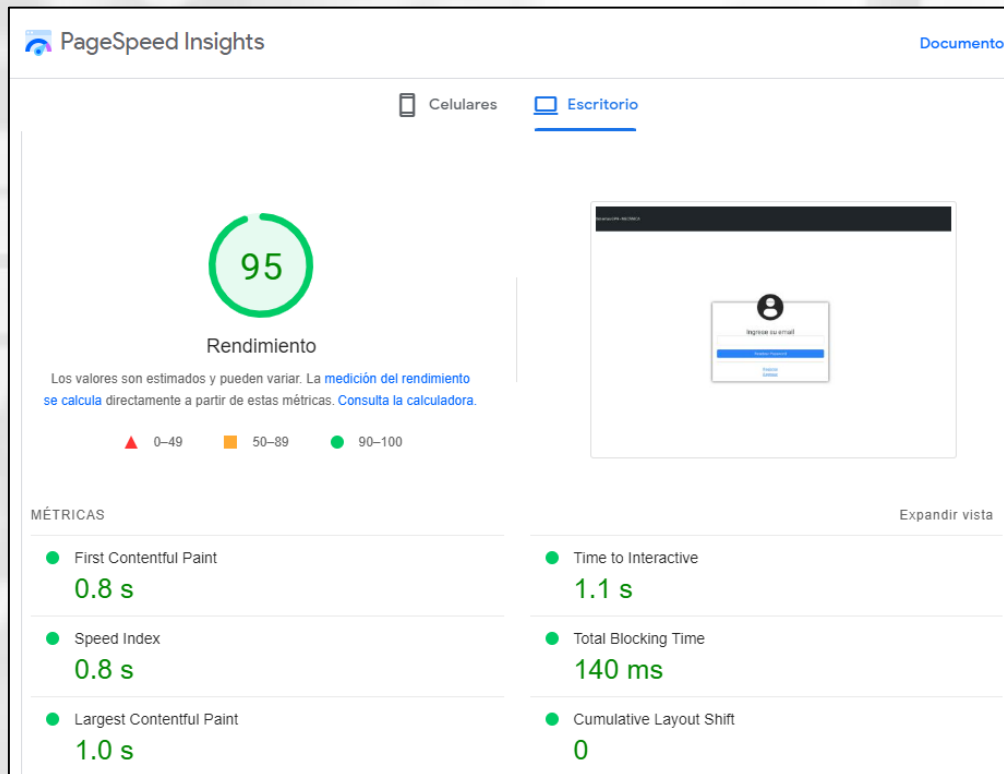 PageSpeed Insights
Documento
Celulares
Escritorio
95
Rendimiento
Los valores son estimados y pueden variar. La medición del rendimiento
se calcula directamente a partir de estas métricas. Consulta la calculadora.
0–49
50–89
90–100
Ingrese su email
MÉTRICAS
Expandir vista
First Contentful Paint
0.8 s
Time to Interactive
1.1 s
Speed Index
0.8 s
Total Blocking Time
140 ms
Largest Contentful Paint
1.0 s
Cumulative Layout Shift
0